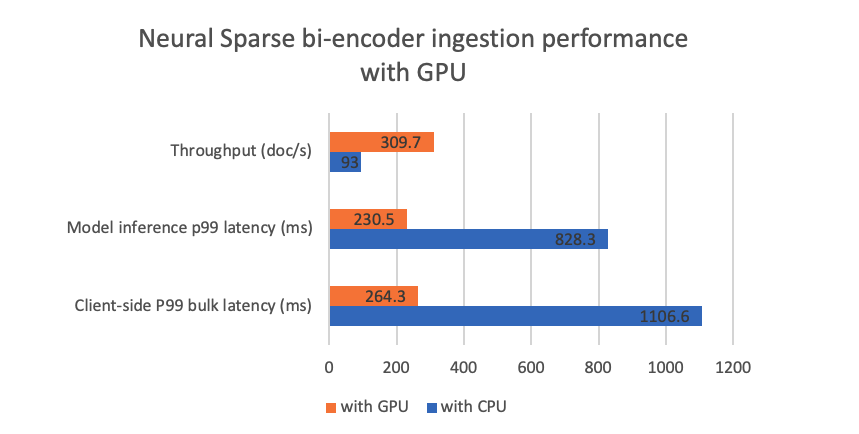 Neural Sparse bi-encoder ingestion performance
with GPU
Throughput (doc/s)
309.7
93
Model inference p99 latency (ms)
230.5
828.3
Client-side P99 bulk latency (ms)
264.3
1106.6
0 200 400 600 800 1000 1200
with GPU with CPU